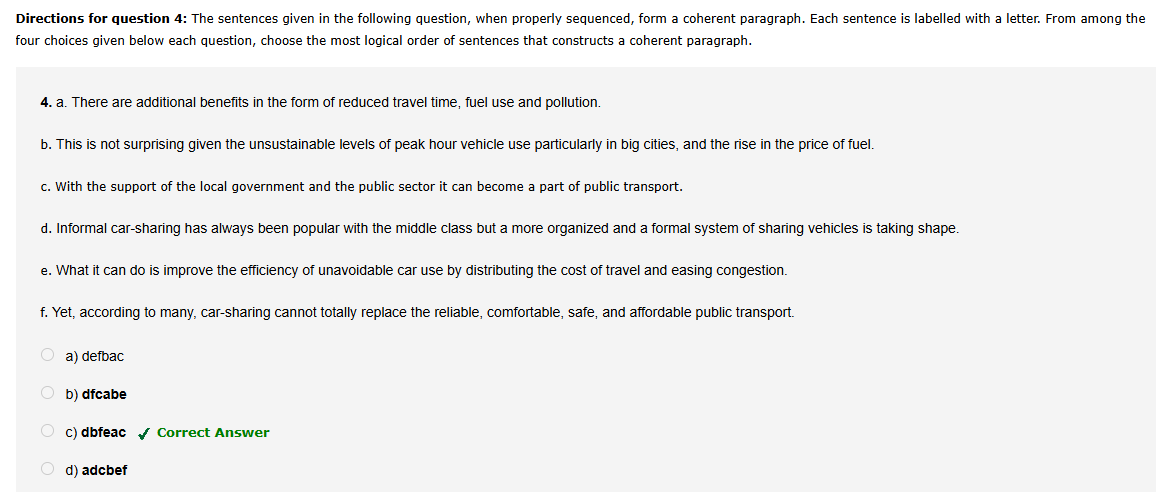 Directions for question 4: The sentences given in the following question, when properly sequenced, form a coherent paragraph. Each sentence is labelled with a letter. From among the
four choices given below each question, choose the most logical order of sentences that constructs a coherent paragraph.
4. a. There are additional benefits in the form of reduced travel time, fuel use and pollution.
b. This is not surprising given the unsustainable levels of peak hour vehicle use particularly in big cities, and the rise in the price of fuel.
c. With the support of the local government and the public sector it can become a part of public transport.
d. Informal car-sharing has always been popular with the middle class but a more organized and a formal system of sharing vehicles is taking shape.
e. What it can do is improve the efficiency of unavoidable car use by distributing the cost of travel and easing congestion.
f. Yet, according to many, car-sharing cannot totally replace the reliable, comfortable, safe, and affordable public transport.
a) defbac
b) dfcabe
c) dbfeac ✓ Correct Answer
d) adcbef